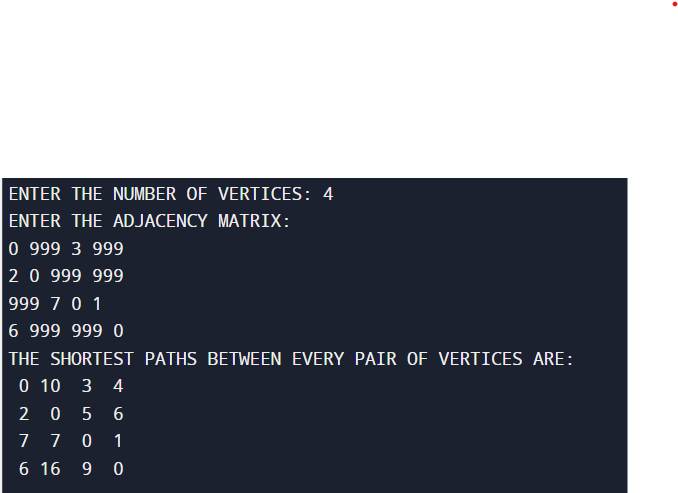 ENTER THE NUMBER OF VERTICES: 4
ENTER THE ADJACENCY MATRIX:
0 999 3 999
2 0 999 999
999 7 0 1
6 999 999 0
THE SHORTEST PATHS BETWEEN EVERY PAIR OF VERTICES ARE:
 0 10  3  4
 2  0  5  6
 7  7  0  1
 6 16  9  0